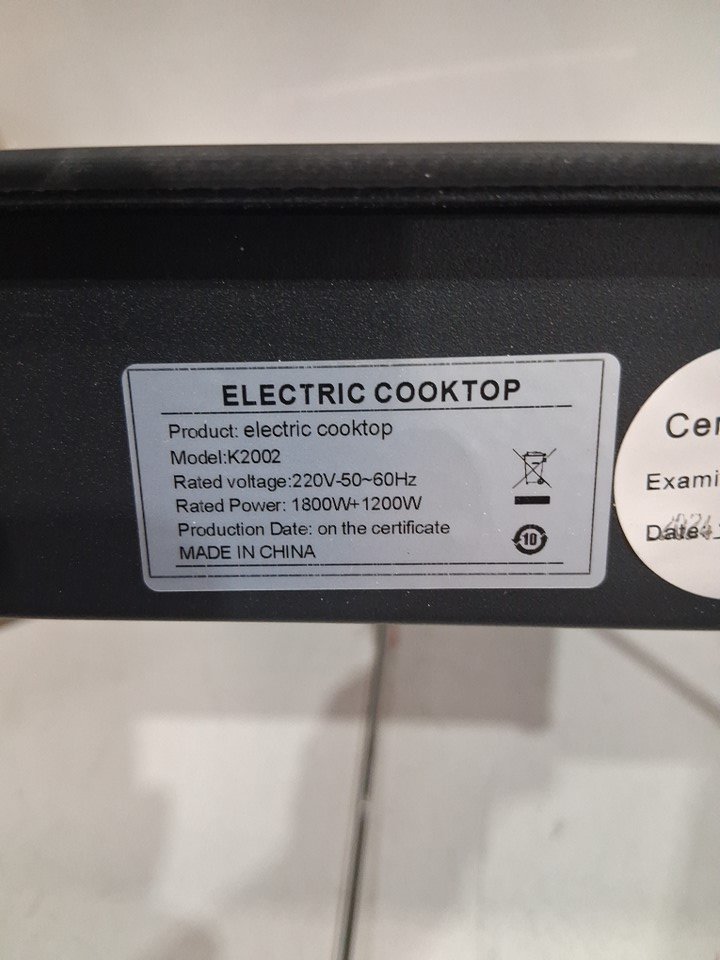 ELECTRIC COOKTOP
Product: electric cooktop
Model:K2002
Rated voltage:220V-50~60Hz
Rated Power: 1800W+1200W
Production Date: on the certificate
MADE IN CHINA
10
Date